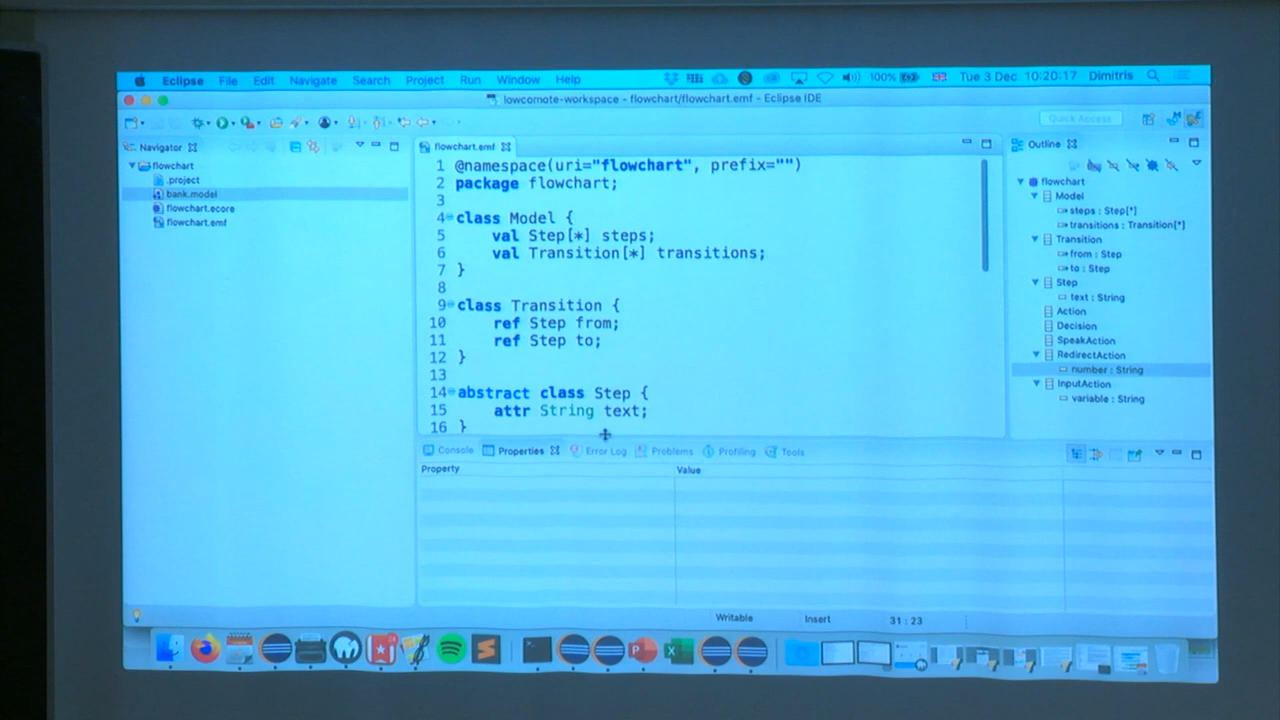 Eclipse File Edit Navigate Search Project Run Window Help 100% Tue 3 Dec 10:20:17 Dimitris
lowcomote-workspace - flowchart/flowchart.emf - Eclipse IDE
Quick Access
Navigator
flowchart
.project
bank.model
flowchart.ecore
flowchart.emf
flowchart.emf
1 @namespace(uri="flowchart", prefix="")
2 package flowchart;
3
4 class Model {
5 val Step[*] steps;
6 val Transition[*] transitions;
7 }
8
9 class Transition {
10 ref Step from;
11 ref Step to;
12 }
13
14 abstract class Step {
15 attr String text;
16 }
Outline
flowchart
Model
steps : Step[*]
transitions : Transition[*]
Transition
from : Step
to : Step
Step
text : String
Action
Decision
SpeakAction
RedirectAction
number : String
InputAction
variable : String
Console Properties Error Log Problems Profiling Tools
Property Value
Writable Insert 31 : 23